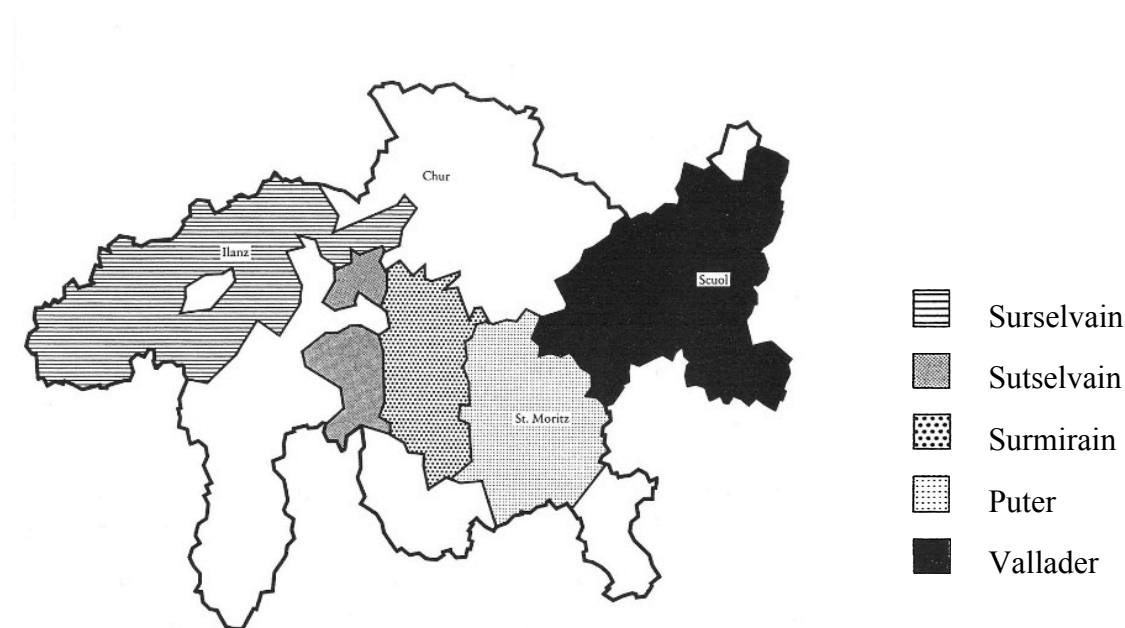 Chur
Ilanz
Scuol
St. Moritz
Surselvain
Sutselvain
Surmirain
Puter
Vallader